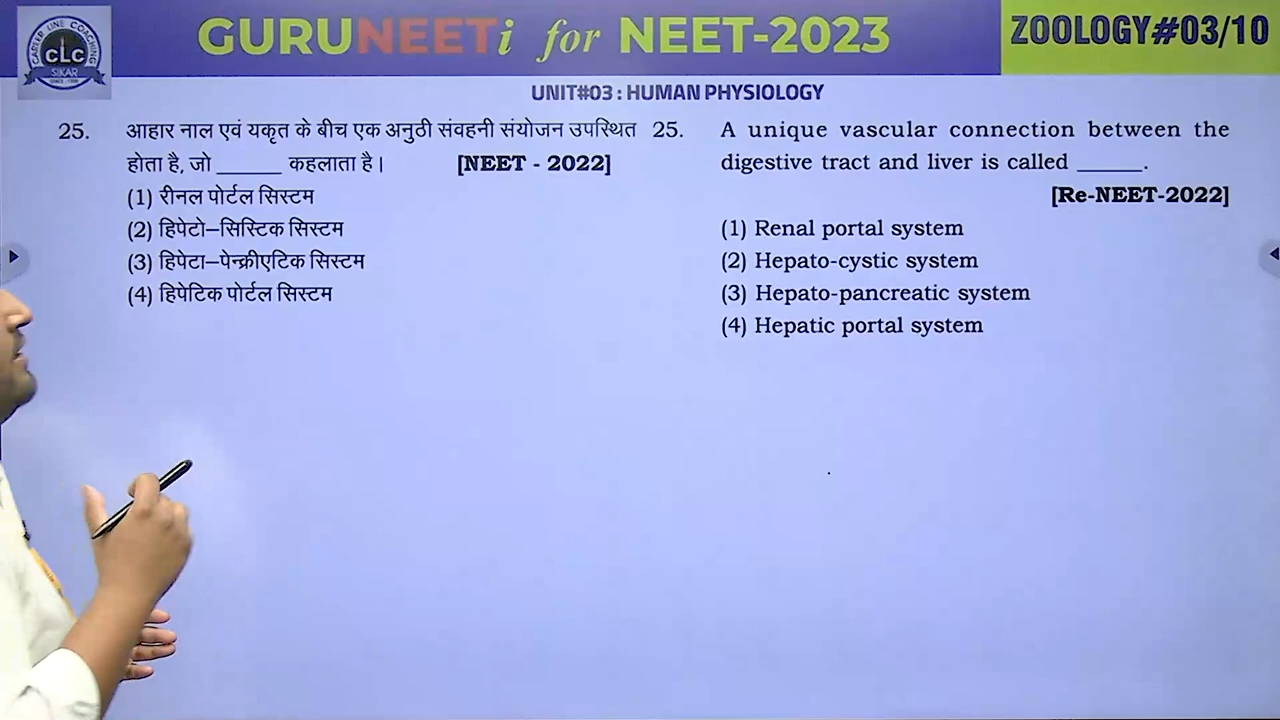 CAREER LINE COACHING
CLC
SIKAR
GURUNEETi for NEET-2023
ZOOLOGY#03/10
UNIT#03 : HUMAN PHYSIOLOGY
25. आहार नाल एवं यकृत के बीच एक अनुठी संवहनी संयोजन उपस्थित
होता है, जो ______ कहलाता है। [NEET - 2022]
(1) रीनल पोर्टल सिस्टम
(2) हिपेटो–सिस्टिक सिस्टम
(3) हिपेटा–पेन्क्रीएटिक सिस्टम
(4) हिपेटिक पोर्टल सिस्टम
25. A unique vascular connection between the
digestive tract and liver is called ______.
[Re-NEET-2022]
(1) Renal portal system
(2) Hepato-cystic system
(3) Hepato-pancreatic system
(4) Hepatic portal system